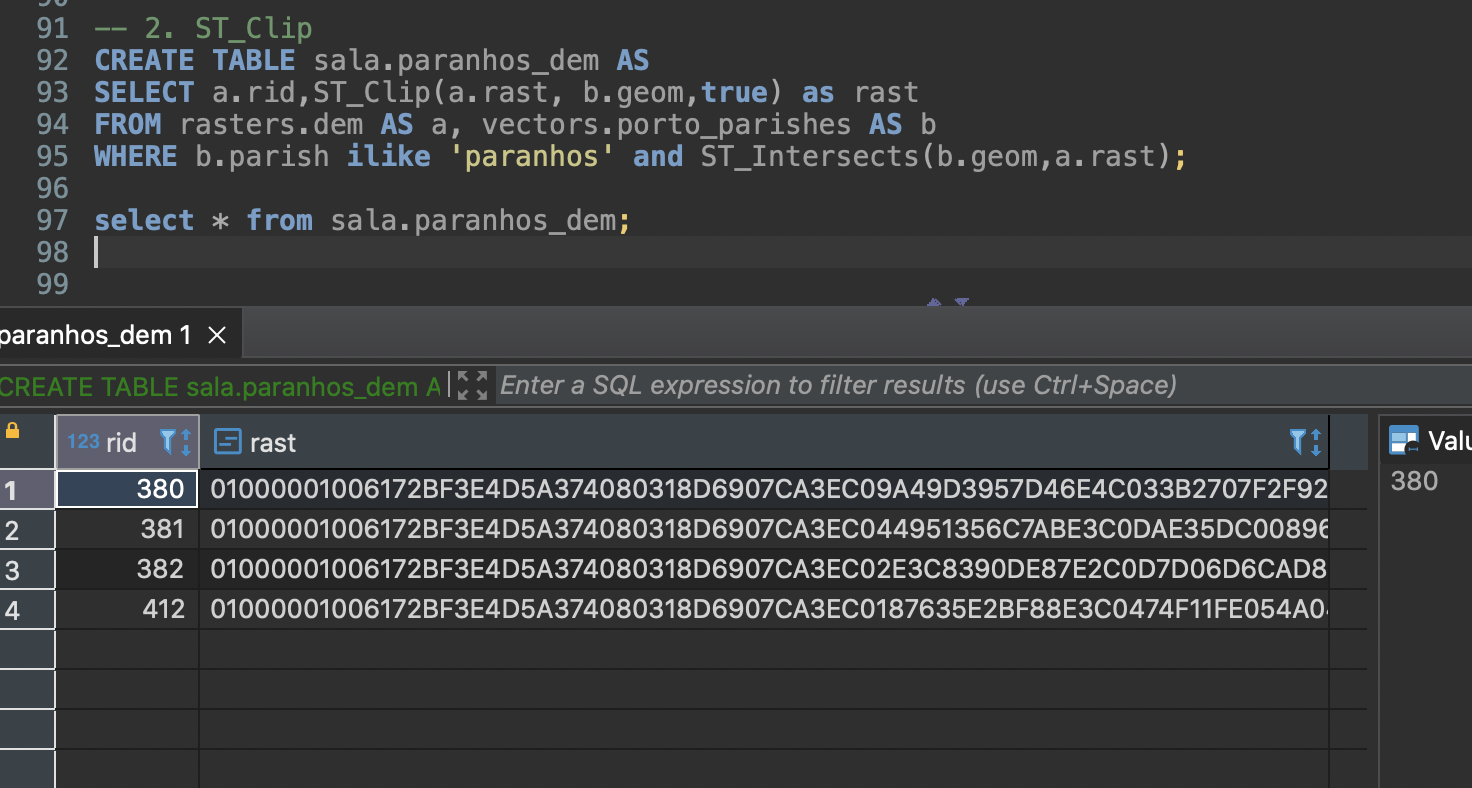 90
91 -- 2. ST_Clip
92 CREATE TABLE sala.paranhos_dem AS
93 SELECT a.rid,ST_Clip(a.rast, b.geom,true) as rast
94 FROM rasters.dem AS a, vectors.porto_parishes AS b
95 WHERE b.parish ilike 'paranhos' and ST_Intersects(b.geom,a.rast);
96
97 select * from sala.paranhos_dem;
98
99
paranhos_dem 1
CREATE TABLE sala.paranhos_dem A Enter a SQL expression to filter results (use Ctrl+Space)
123 rid rast Valu
1 380 01000001006172BF3E4D5A374080318D6907CA3EC09A49D3957D46E4C033B2707F2F92 380
2 381 01000001006172BF3E4D5A374080318D6907CA3EC044951356C7ABE3C0DAE35DC00896
3 382 01000001006172BF3E4D5A374080318D6907CA3EC02E3C8390DE87E2C0D7D06D6CAD8
4 412 01000001006172BF3E4D5A374080318D6907CA3EC0187635E2BF88E3C0474F11FE054A0